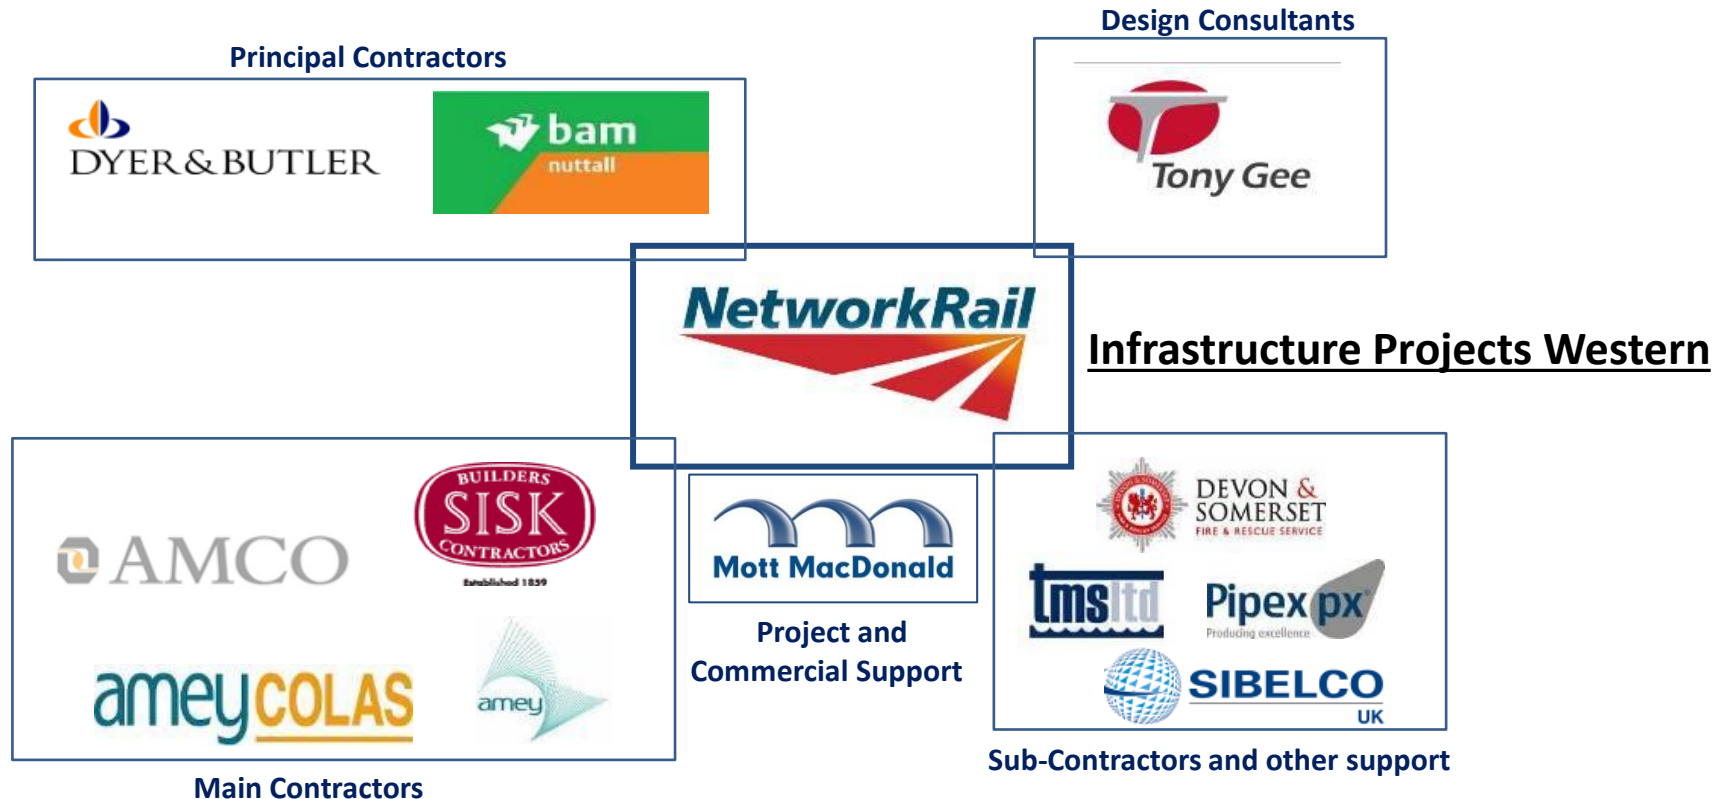 Design Consultants
Principal Contractors
DYER & BUTLER
bam
nuttall
Tony Gee
NetworkRail
Infrastructure Projects Western
AMCO
BUILDERS
SISK
CONTRACTORS
Established 1859
ameyCOLAS
amey
Main Contractors
Mott MacDonald
Project and
Commercial Support
DEVON &
SOMERSET
FIRE & RESCUE SERVICE
tmsltd
Pipex px®
Producing excellence
SIBELCO
UK
Sub-Contractors and other support